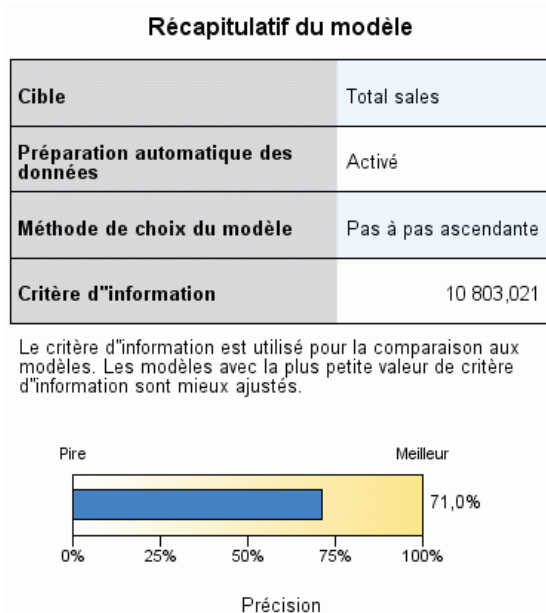 Récapitulatif du modèle
Cible
Total sales
Préparation automatique des
données
Activé
Méthode de choix du modèle
Pas à pas ascendante
Critère d"information
10 803,021
Le critère d"information est utilisé pour la comparaison aux
modèles. Les modèles avec la plus petite valeur de critère
d"information sont mieux ajustés.
Pire
Meilleur
71,0%
0%
25%
50%
75%
100%
Précision